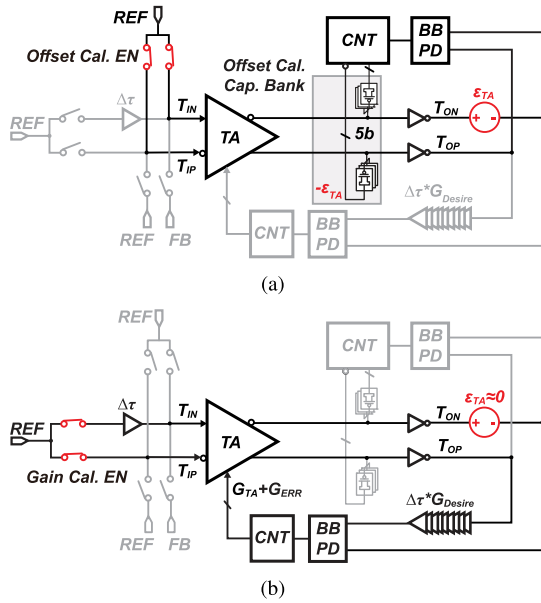 REF
Offset Cal. EN
CNT
BB
PD
Offset Cal.
Cap. Bank
Δτ
T_IN
REF
TA
5b
T_ON
ε_TA
+ -
T_IP
T_OP
-ε_TA
Δτ*G_Desire
REF FB
CNT
BB
PD
(a)
REF
CNT
BB
PD
Δτ
T_IN
REF
TA
T_ON
ε_TA≈0
+ -
Gain Cal. EN
T_IP
T_OP
G_TA+G_ERR
Δτ*G_Desire
REF FB
CNT
BB
PD
(b)